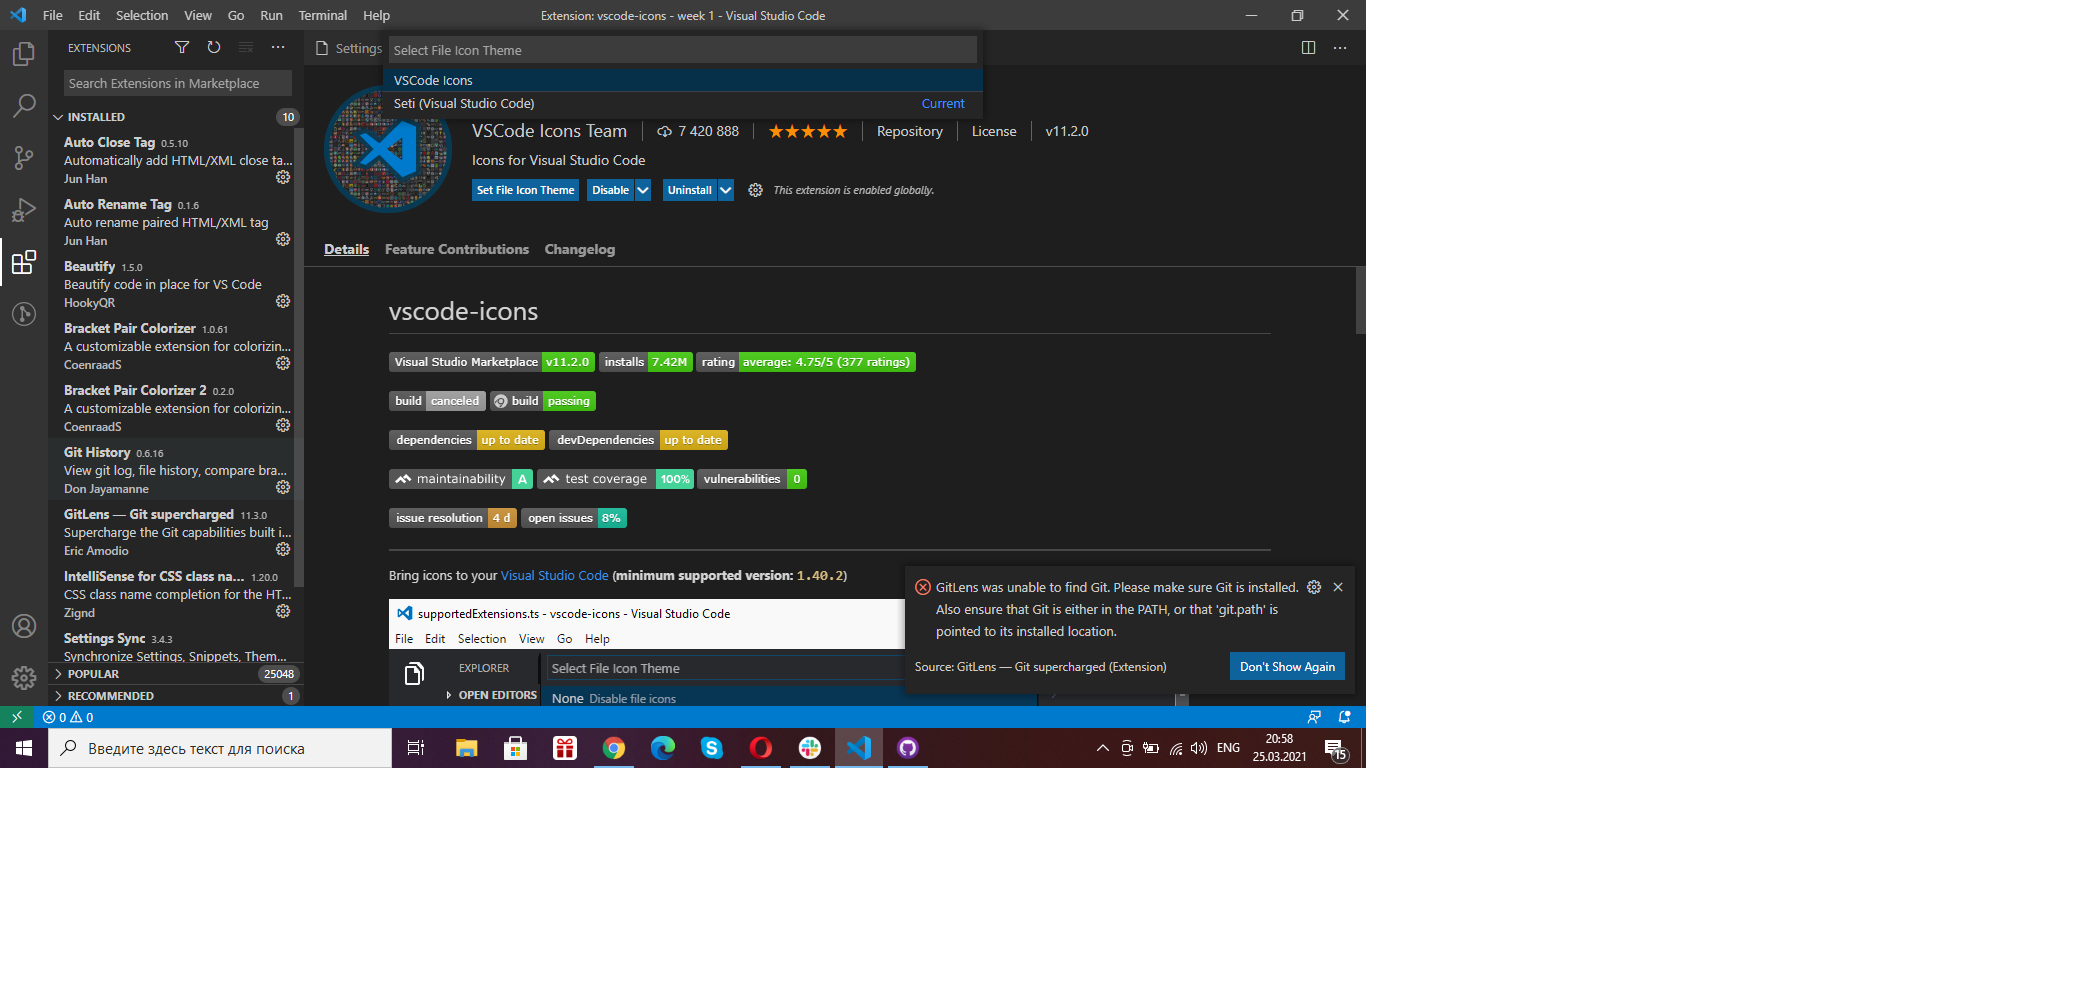 File Edit Selection View Go Run Terminal Help
Extension: vscode-icons - week 1 - Visual Studio Code
EXTENSIONS
Search Extensions in Marketplace
INSTALLED 10
Auto Close Tag 0.5.10
Automatically add HTML/XML close ta...
Jun Han
Auto Rename Tag 0.1.6
Auto rename paired HTML/XML tag
Jun Han
Beautify 1.5.0
Beautify code in place for VS Code
HookyQR
Bracket Pair Colorizer 1.0.61
A customizable extension for colorizin...
CoenraadS
Bracket Pair Colorizer 2 0.2.0
A customizable extension for colorizin...
CoenraadS
Git History 0.6.16
View git log, file history, compare bra...
Don Jayamanne
GitLens — Git supercharged 11.3.0
Supercharge the Git capabilities built i...
Eric Amodio
IntelliSense for CSS class na... 1.20.0
CSS class name completion for the HT...
Zignd
Settings Sync 3.4.3
Synchronize Settings, Snippets, Them...
POPULAR 25048
RECOMMENDED 1
Settings
Select File Icon Theme
VSCode Icons
Seti (Visual Studio Code) Current
VSCode Icons Team 7 420 888 Repository License v11.2.0
Icons for Visual Studio Code
Set File Icon Theme Disable Uninstall This extension is enabled globally.
Details Feature Contributions Changelog
vscode-icons
Visual Studio Marketplace v11.2.0 installs 7.42M rating average: 4.75/5 (377 ratings)
build canceled build passing
dependencies up to date devDependencies up to date
maintainability A test coverage 100% vulnerabilities 0
issue resolution 4 d open issues 8%
Bring icons to your Visual Studio Code (minimum supported version: 1.40.2)
supportedExtensions.ts - vscode-icons - Visual Studio Code
File Edit Selection View Go Help
EXPLORER
OPEN EDITORS
Select File Icon Theme
None Disable file icons
GitLens was unable to find Git. Please make sure Git is installed.
Also ensure that Git is either in the PATH, or that 'git.path' is
pointed to its installed location.
Source: GitLens — Git supercharged (Extension) Don't Show Again
0 0
Введите здесь текст для поиска
ENG
20:58
25.03.2021
15